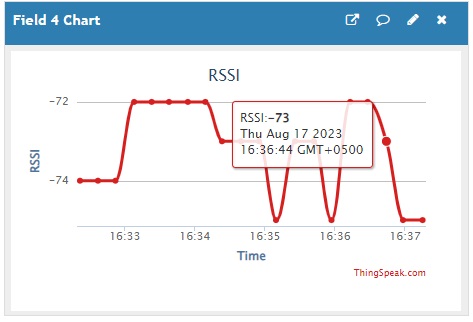 Field 4 Chart
RSSI
-72
-74
RSSI
RSSI:-73
Thu Aug 17 2023
16:36:44 GMT+0500
16:33
16:34
16:35
16:36
16:37
Time
ThingSpeak.com